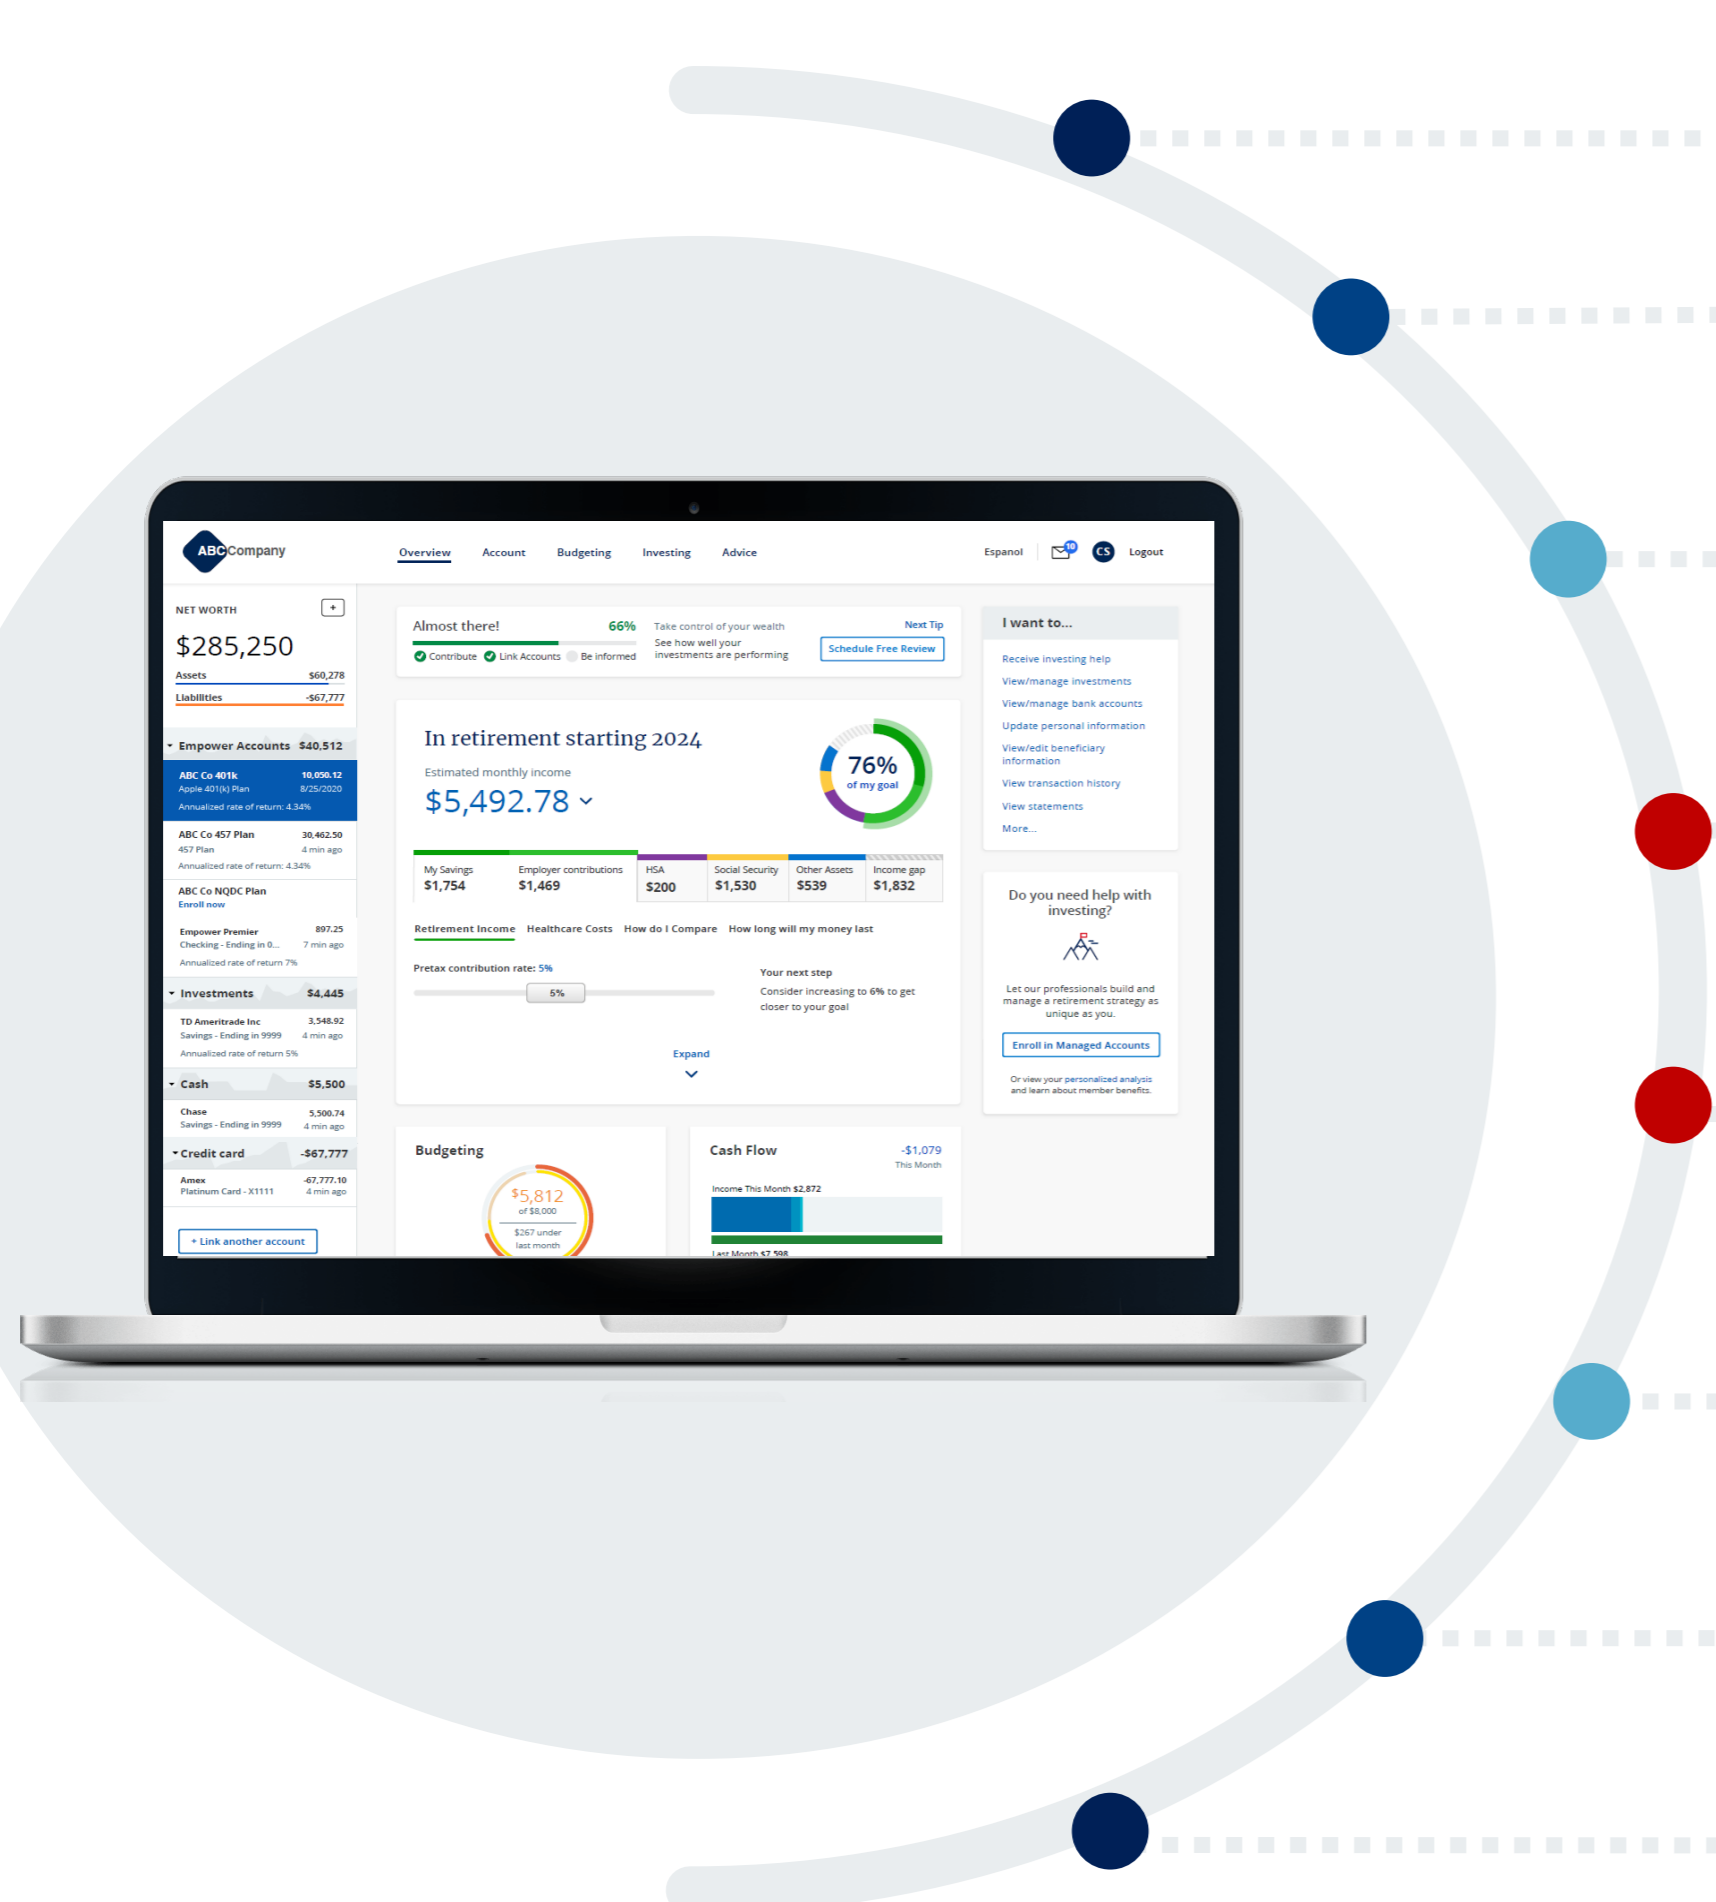 ABCCompany
Overview Account Budgeting Investing Advice
Espanol 10 CS Logout
NET WORTH +
$285,250
Assets $60,278
Liabilities -$67,777
Empower Accounts $40,512
ABC Co 401k 10,050.12
Apple 401(k) Plan 8/25/2020
Annualized rate of return: 4.34%
ABC Co 457 Plan 30,462.50
457 Plan 4 min ago
Annualized rate of return: 4.34%
ABC Co NQDC Plan
Enroll now
Empower Premier 897.25
Checking - Ending in 0... 7 min ago
Annualized rate of return 7%
Investments $4,445
TD Ameritrade Inc 3,548.92
Savings - Ending in 9999 4 min ago
Annualized rate of return 5%
Cash $5,500
Chase 5,500.74
Savings - Ending in 9999 4 min ago
Credit card -$67,777
Amex -67,777.10
Platinum Card - X1111 4 min ago
+ Link another account
Almost there! 66%
Contribute Link Accounts Be informed
Take control of your wealth
See how well your
investments are performing
Next Tip
Schedule Free Review
In retirement starting 2024
Estimated monthly income
$5,492.78
76%
of my goal
My Savings Employer contributions HSA Social Security Other Assets Income gap
$1,754 $1,469 $200 $1,530 $539 $1,832
Retirement Income Healthcare Costs How do I Compare How long will my money last
Pretax contribution rate: 5%
5%
Your next step
Consider increasing to 6% to get
closer to your goal
Expand
Budgeting
$5,812
of $8,000
$267 under
last month
Cash Flow -$1,079
This Month
Income This Month $2,872
Last Month $7,598
I want to...
Receive investing help
View/manage investments
View/manage bank accounts
Update personal information
View/edit beneficiary
information
View transaction history
View statements
More...
Do you need help with
investing?
Let our professionals build and
manage a retirement strategy as
unique as you.
Enroll in Managed Accounts
Or view your personalized analysis
and learn about member benefits.